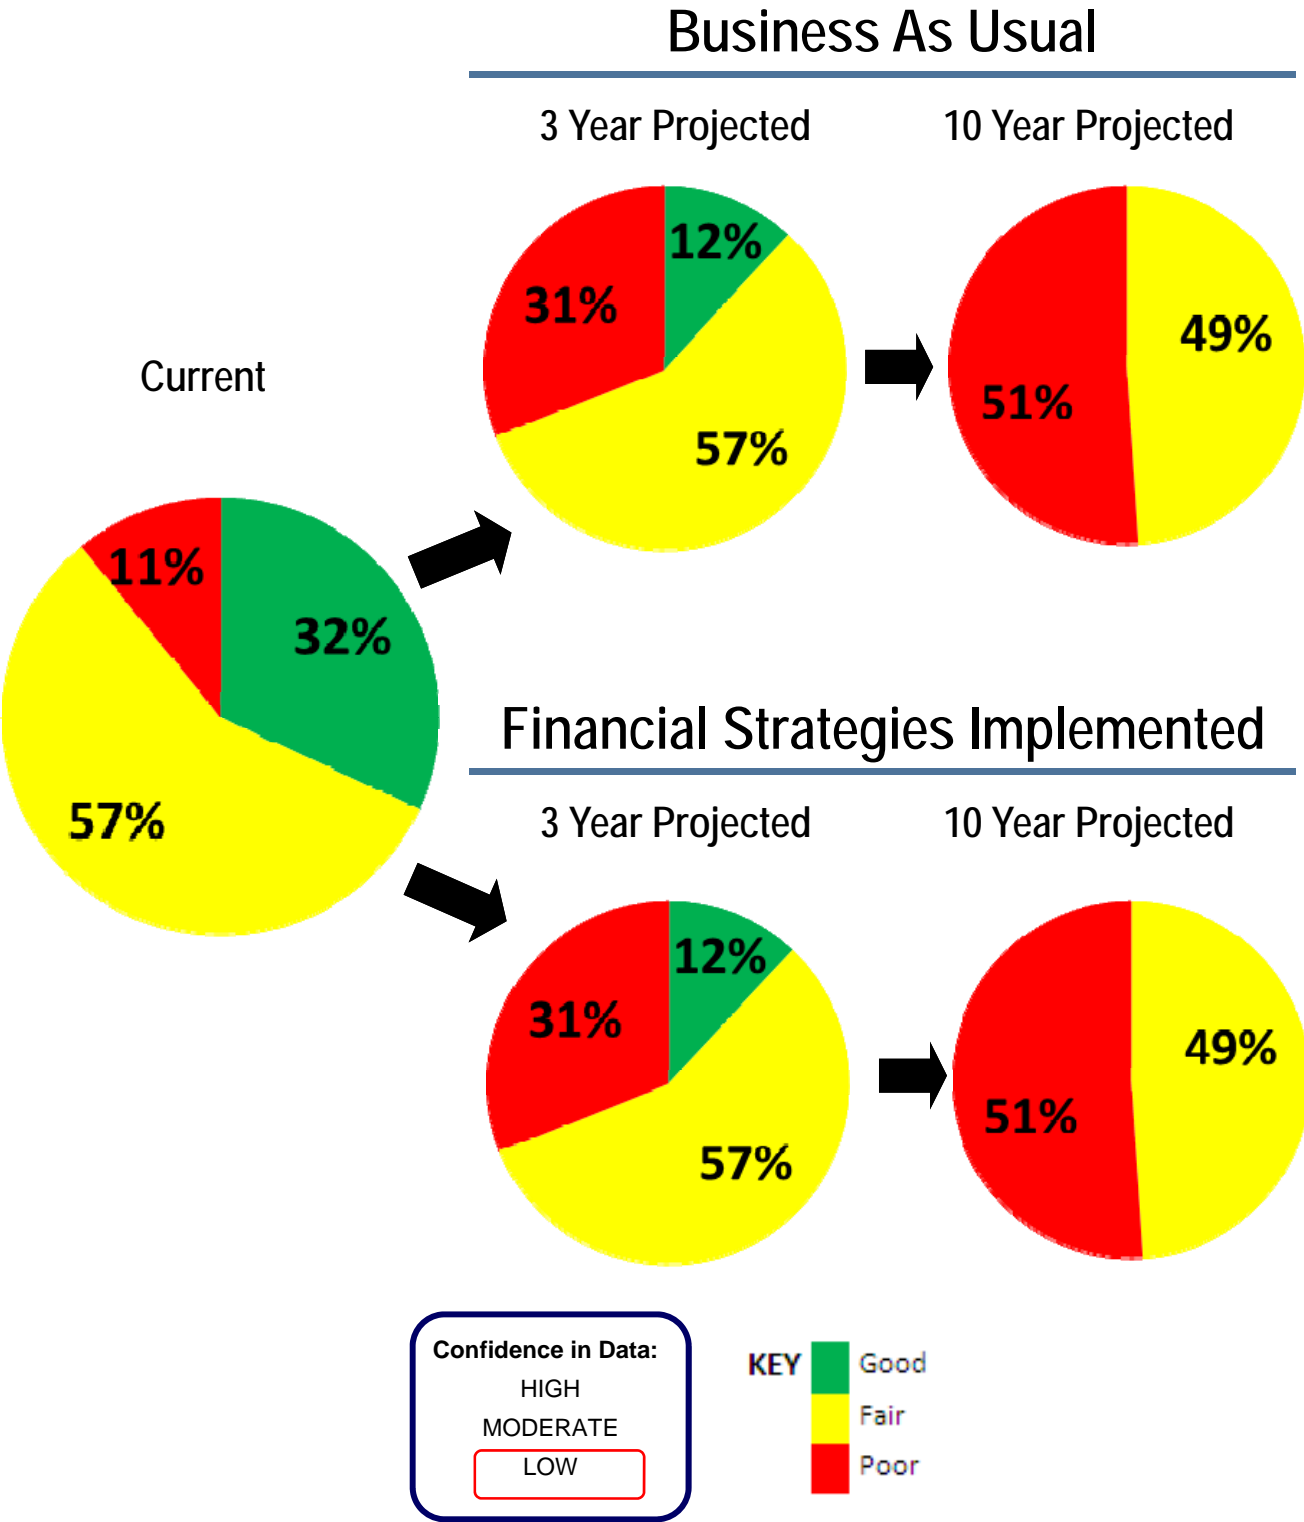 Business As Usual
3 Year Projected
10 Year Projected
12%
31%
57%
49%
51%
Current
11%
32%
57%
Financial Strategies Implemented
3 Year Projected
10 Year Projected
12%
31%
57%
49%
51%
Confidence in Data:
HIGH
MODERATE
LOW
KEY
Good
Fair
Poor